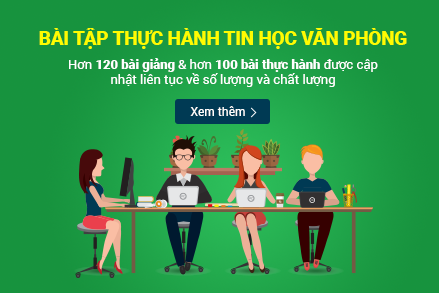 BÀI TẬP THỰC HÀNH TIN HỌC VĂN PHÒNG
Hơn 120 bài giảng & hơn 100 bài thực hành được cập
nhật liên tục về số lượng và chất lượng
Xem thêm